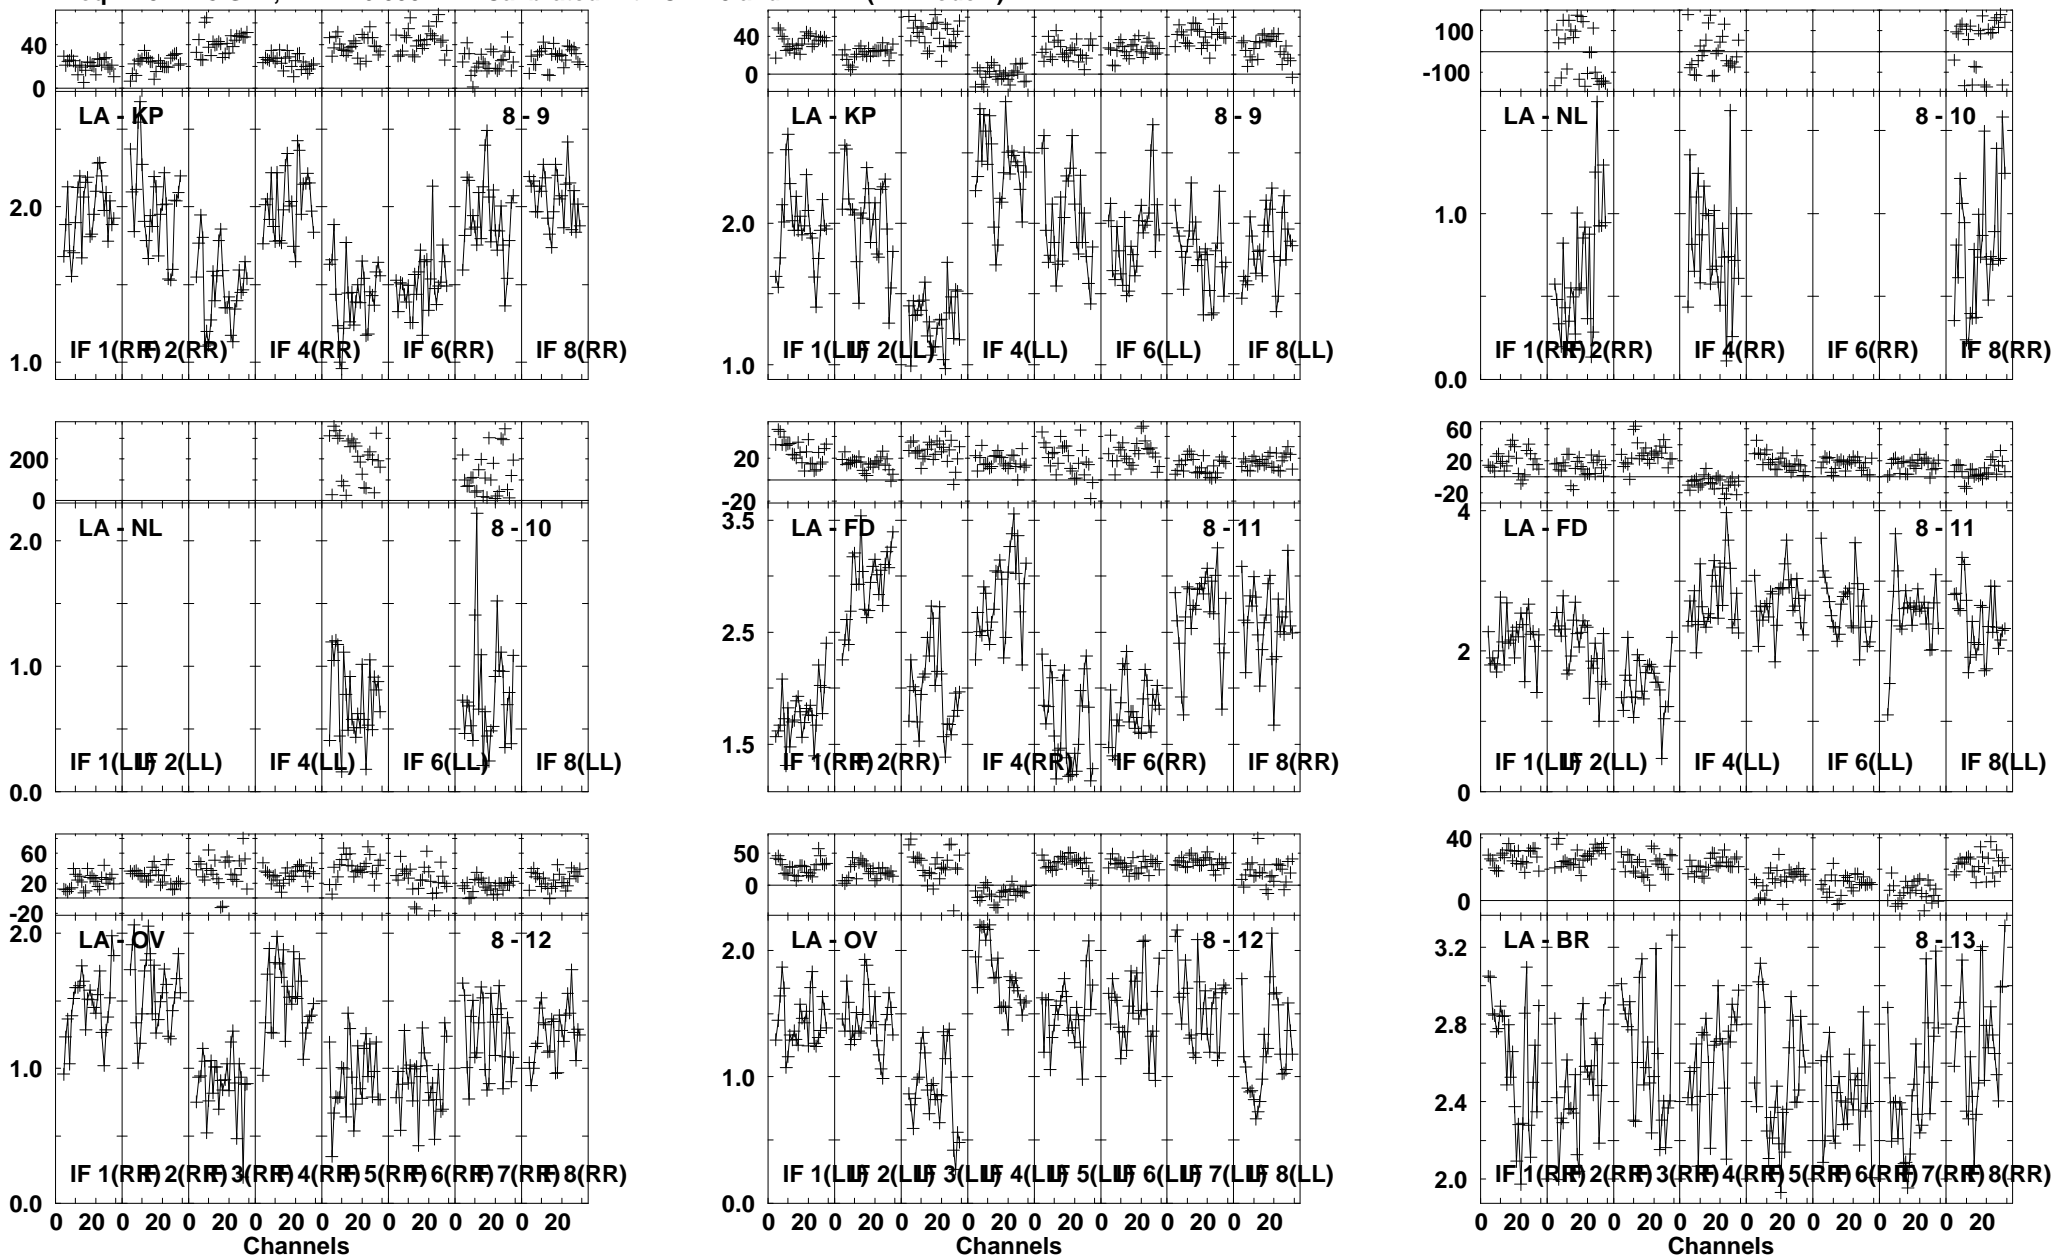 40
0
LA - KP 8 - 9
2.0
1.0
IF 1(RR) IF 2(RR) IF 4(RR) IF 6(RR) IF 8(RR)
40
0
LA - KP 8 - 9
2.0
1.0
IF 1(LL) IF 2(LL) IF 4(LL) IF 6(LL) IF 8(LL)
100
-100
LA - NL 8 - 10
1.0
0.0
IF 1(RR) IF 2(RR) IF 4(RR) IF 6(RR) IF 8(RR)
200
0
LA - NL 8 - 10
2.0
1.0
0.0
IF 1(LL) IF 2(LL) IF 4(LL) IF 6(LL) IF 8(LL)
20
-20
3.5
LA - FD 8 - 11
2.5
1.5
IF 1(RR) IF 2(RR) IF 4(RR) IF 6(RR) IF 8(RR)
60
20
-20
4
LA - FD 8 - 11
2
0
IF 1(LL) IF 2(LL) IF 4(LL) IF 6(LL) IF 8(LL)
60
20
-20
2.0
LA - OV 8 - 12
1.0
0.0
IF 1(RR) IF 2(RR) IF 3(RR) IF 4(RR) IF 5(RR) IF 6(RR) IF 7(RR) IF 8(RR)
0 20 0 20 0 20 0 20 0 20 0 20 0 20 0 20
Channels
50
0
LA - OV 8 - 12
2.0
1.0
0.0
IF 1(LL) IF 2(LL) IF 3(LL) IF 4(LL) IF 5(LL) IF 6(LL) IF 7(LL) IF 8(LL)
0 20 0 20 0 20 0 20 0 20 0 20 0 20 0 20
Channels
40
0
LA - BR 8 - 13
3.2
2.8
2.4
2.0
IF 1(RR) IF 2(RR) IF 3(RR) IF 4(RR) IF 5(RR) IF 6(RR) IF 7(RR) IF 8(RR)
0 20 0 20 0 20 0 20 0 20 0 20 0 20 0 20
Channels